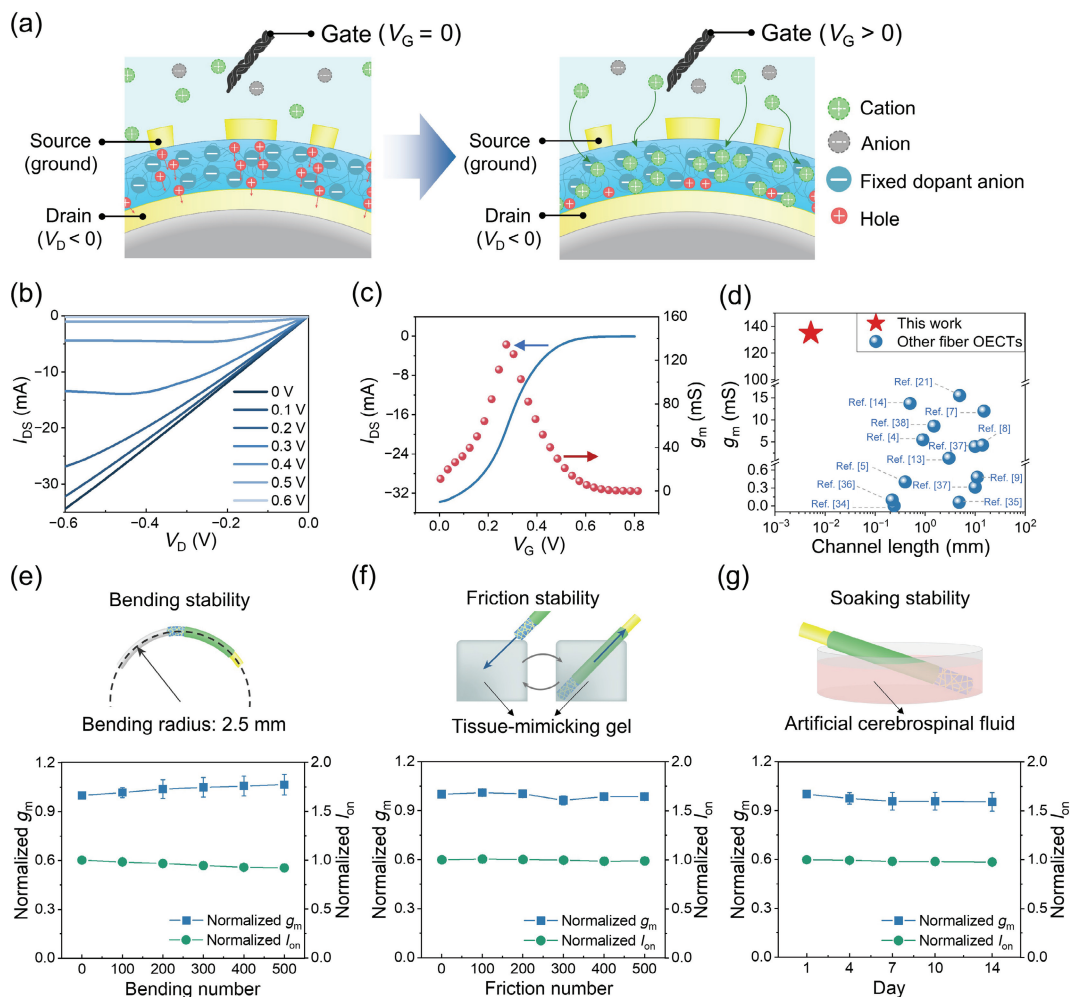 (a)
Gate (VG = 0)
Gate (VG > 0)
Source
(ground)
Drain
(VD < 0)
Source
(ground)
Drain
(VD < 0)
Cation
Anion
Fixed dopant anion
Hole
(b)
0
−10
−20
−30
IDS (mA)
0 V
0.1 V
0.2 V
0.3 V
0.4 V
0.5 V
0.6 V
−0.6
−0.4
−0.2
0.0
VD (V)
(c)
0
−8
−16
−24
−32
IDS (mA)
160
120
80
40
0
gm (mS)
0.0
0.2
0.4
0.6
0.8
VG (V)
(d)
This work
Other fiber OECTs
140
130
100
15
10
5
0.6
0.3
0.0
gm (mS)
Ref. [21]
Ref. [14]
Ref. [7]
Ref. [38]
Ref. [8]
Ref. [4]
Ref. [37]
Ref. [13]
Ref. [5]
Ref. [9]
Ref. [36]
Ref. [37]
Ref. [34]
Ref. [35]
10−3
10−2
10−1
100
101
102
Channel length (mm)
(e)
Bending stability
Bending radius: 2.5 mm
1.2
0.9
0.6
0.3
0.0
Normalized gm
2.0
1.5
1.0
0.5
0.0
Normalized Ion
Normalized gm
Normalized Ion
0
100
200
300
400
500
Bending number
(f)
Friction stability
Tissue-mimicking gel
1.2
0.9
0.6
0.3
0.0
Normalized gm
2.0
1.5
1.0
0.5
0.0
Normalized Ion
Normalized gm
Normalized Ion
0
100
200
300
400
500
Friction number
(g)
Soaking stability
Artificial cerebrospinal fluid
1.2
0.9
0.6
0.3
0.0
Normalized gm
2.0
1.5
1.0
0.5
0.0
Normalized Ion
Normalized gm
Normalized Ion
1
4
7
10
14
Day